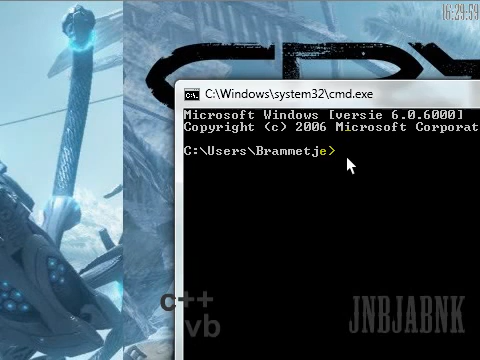 16:29:59
CRY
C:\Windows\system32\cmd.exe
C:\.
Microsoft Windows [versie 6.0.6000]
Copyright (c) 2006 Microsoft Corporat
C:\Users\Brammetje>
c++
vb
JNBJABNK